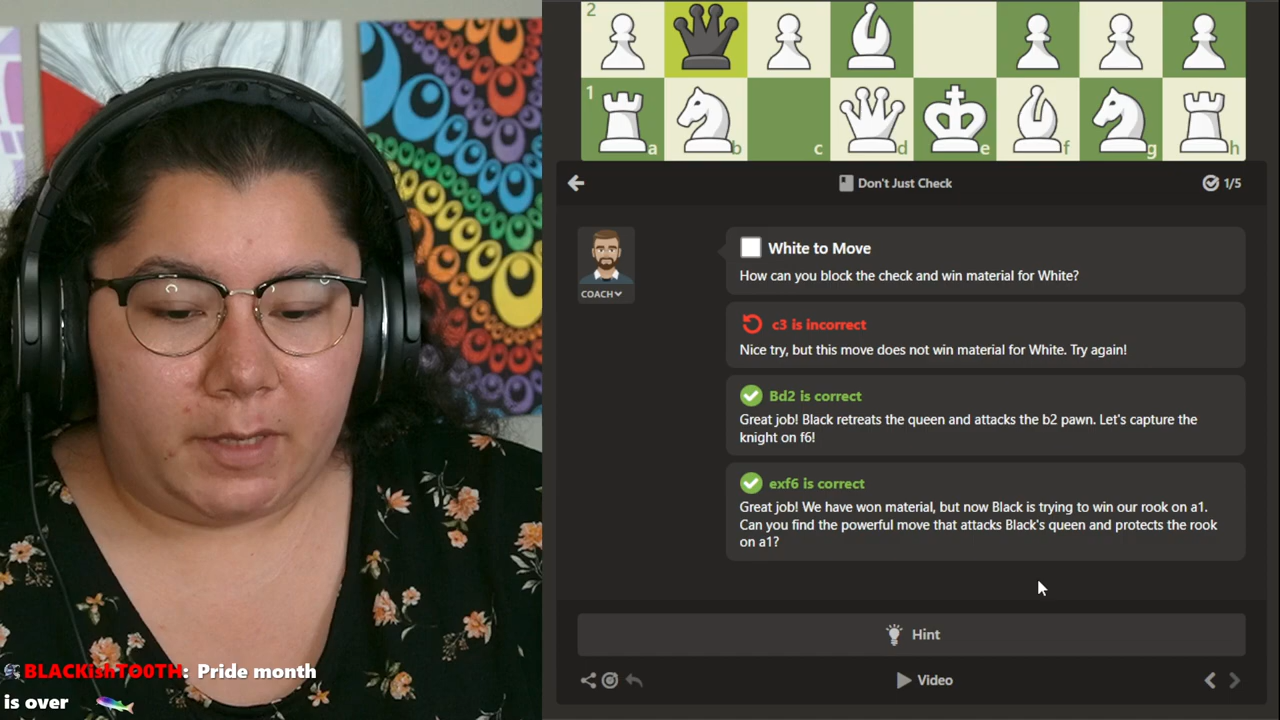 2
1
a b c d e f g h
Don't Just Check
1/5
COACH
White to Move
How can you block the check and win material for White?
c3 is incorrect
Nice try, but this move does not win material for White. Try again!
Bd2 is correct
Great job! Black retreats the queen and attacks the b2 pawn. Let's capture the
knight on f6!
exf6 is correct
Great job! We have won material, but now Black is trying to win our rook on a1.
Can you find the powerful move that attacks Black's queen and protects the rook
on a1?
Hint
Video
BLACKishTO0TH: Pride month
is over